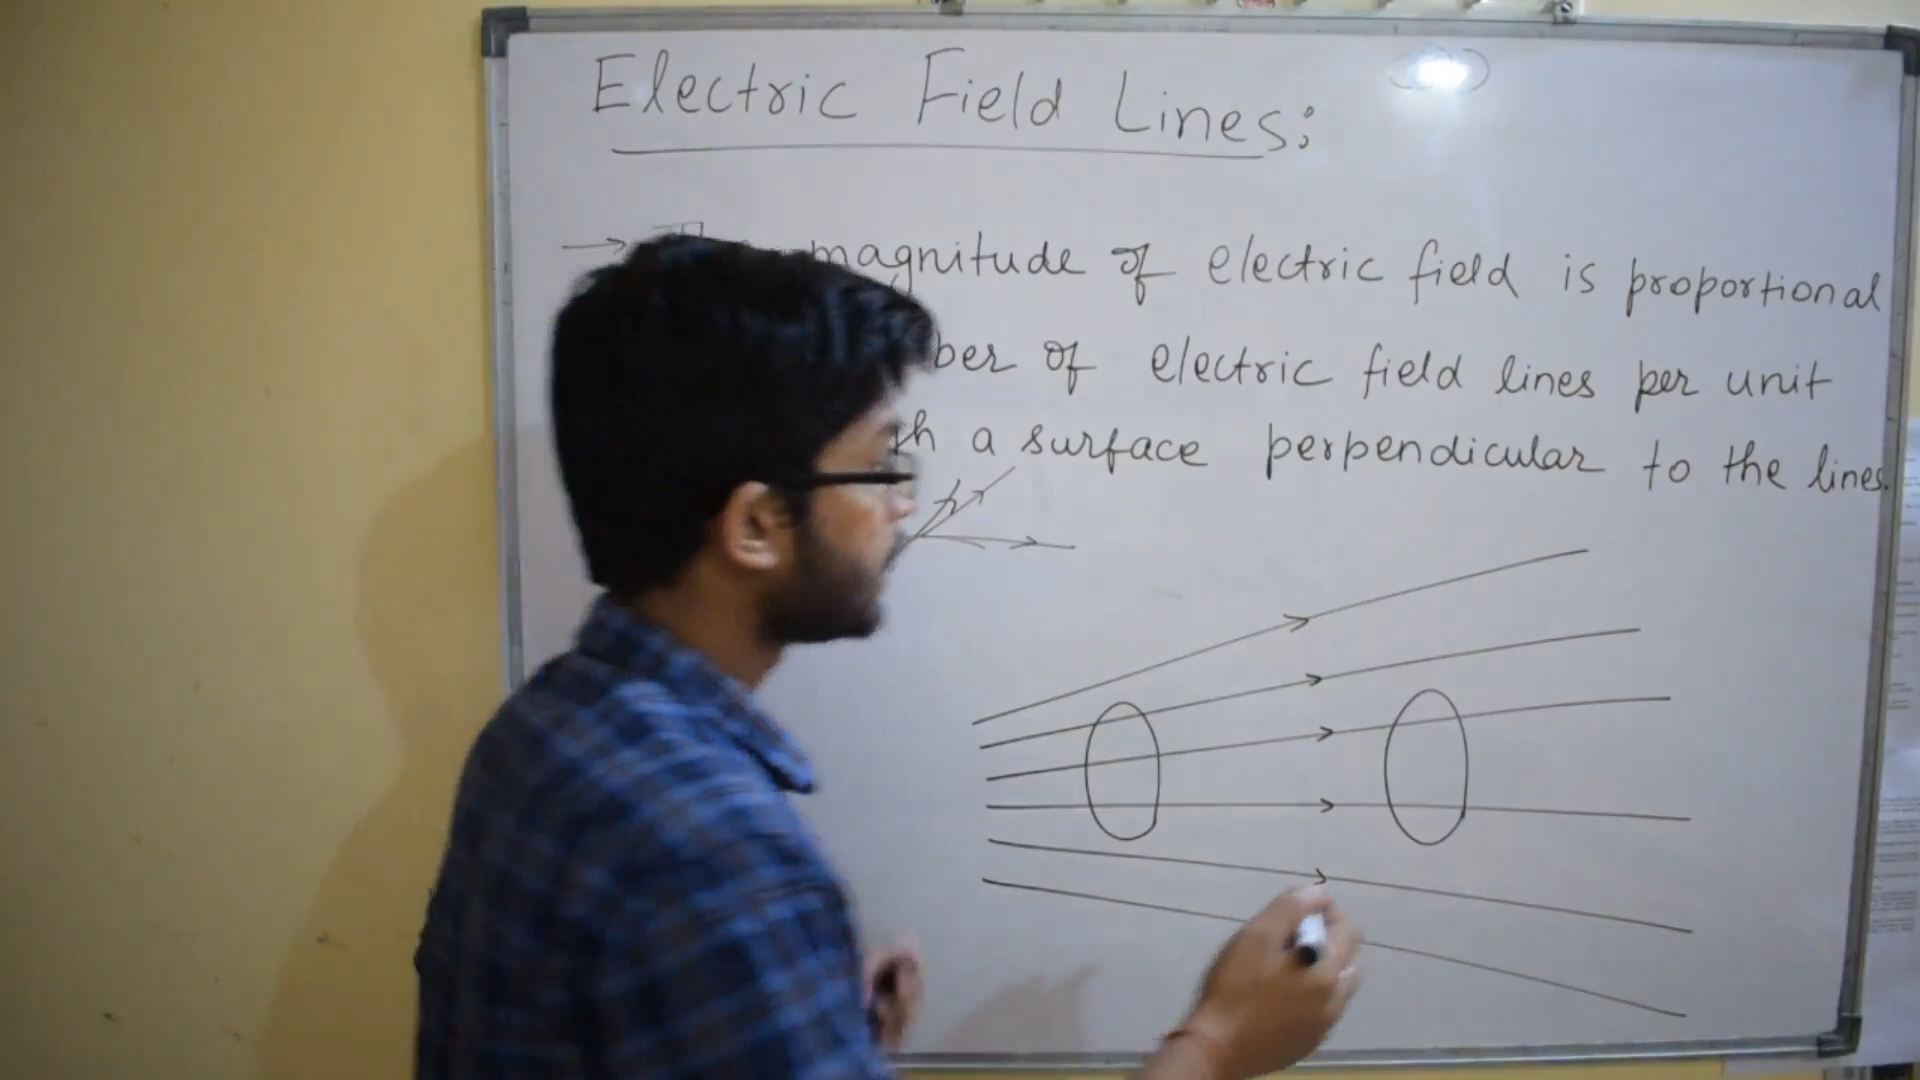 Electric Field Lines:
→ magnitude of electric field is proportional
ber of electric field lines per unit
a surface perpendicular to the lines.